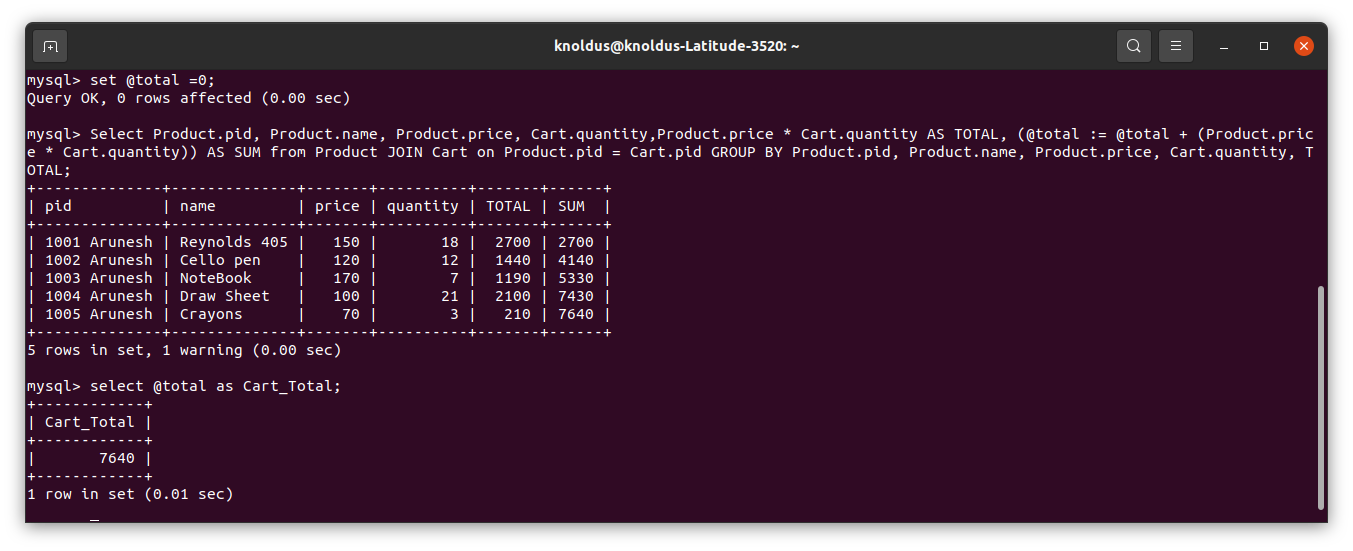 knoldus@knoldus-Latitude-3520: ~
mysql> set @total =0;
Query OK, 0 rows affected (0.00 sec)
mysql> Select Product.pid, Product.name, Product.price, Cart.quantity,Product.price * Cart.quantity AS TOTAL, (@total := @total + (Product.pric
e * Cart.quantity)) AS SUM from Product JOIN Cart on Product.pid = Cart.pid GROUP BY Product.pid, Product.name, Product.price, Cart.quantity, T
OTAL;
+--------------+--------------+-------+----------+-------+------+
| pid          | name         | price | quantity | TOTAL | SUM  |
+--------------+--------------+-------+----------+-------+------+
| 1001 Arunesh | Reynolds 405 |   150 |       18 |  2700 | 2700 |
| 1002 Arunesh | Cello pen    |   120 |       12 |  1440 | 4140 |
| 1003 Arunesh | NoteBook     |   170 |        7 |  1190 | 5330 |
| 1004 Arunesh | Draw Sheet   |   100 |       21 |  2100 | 7430 |
| 1005 Arunesh | Crayons      |    70 |        3 |   210 | 7640 |
+--------------+--------------+-------+----------+-------+------+
5 rows in set, 1 warning (0.00 sec)
mysql> select @total as Cart_Total;
+------------+
| Cart_Total |
+------------+
|       7640 |
+------------+
1 row in set (0.01 sec)